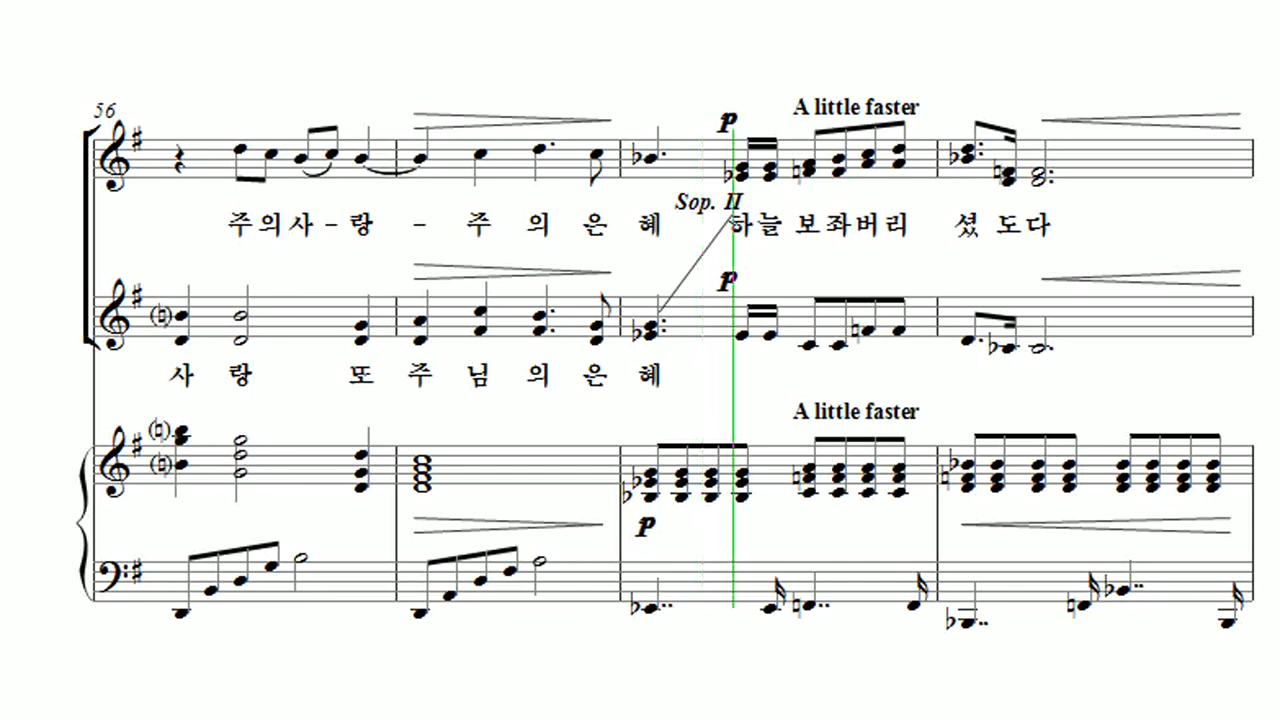 56
p
A little faster
Sop. II
주의사-랑 - 주 의 은 혜 하늘 보좌버리 셨 도다
p
사 랑 또 주 님 의 은 혜
A little faster
p